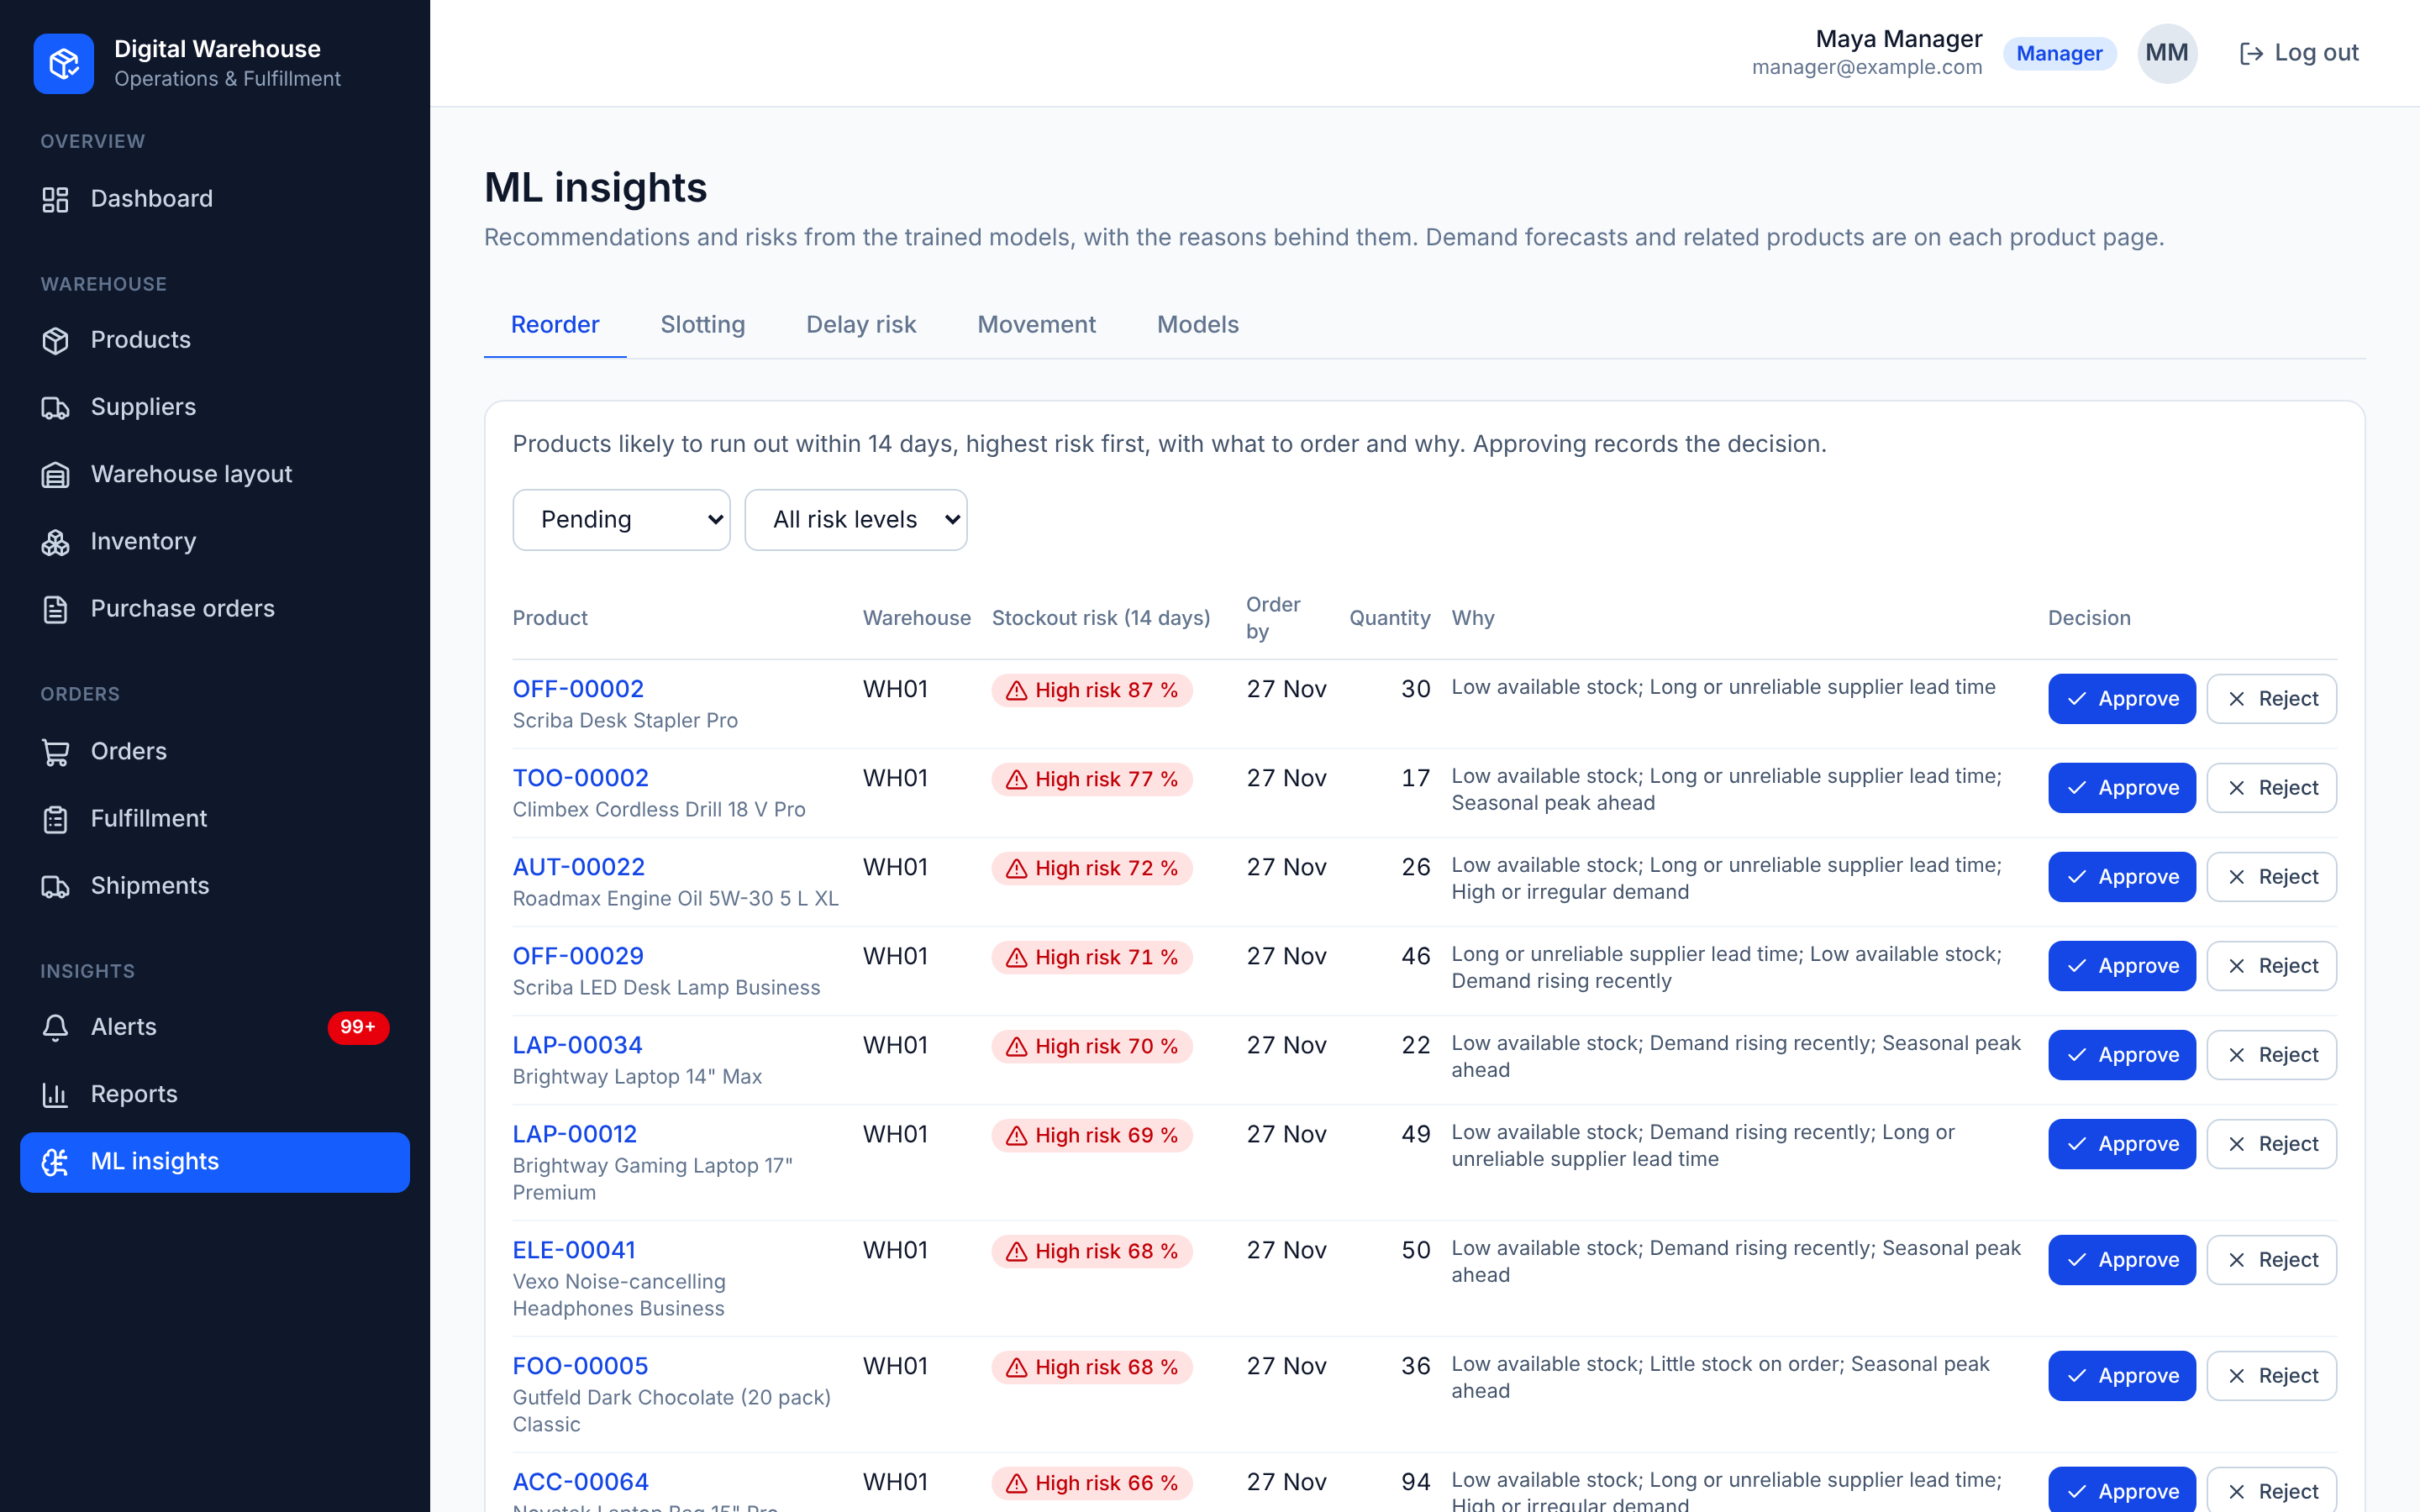 Digital Warehouse
Operations & Fulfillment
OVERVIEW
Dashboard
WAREHOUSE
Products
Suppliers
Warehouse layout
Inventory
Purchase orders
ORDERS
Orders
Fulfillment
Shipments
INSIGHTS
Alerts 99+
Reports
ML insights
Maya Manager
manager@example.com
Manager
MM
Log out
ML insights
Recommendations and risks from the trained models, with the reasons behind them. Demand forecasts and related products are on each product page.
Reorder Slotting Delay risk Movement Models
Products likely to run out within 14 days, highest risk first, with what to order and why. Approving records the decision.
Pending All risk levels
Product Warehouse Stockout risk (14 days) Order by Quantity Why Decision
OFF-00002 WH01 High risk 87 % 27 Nov 30 Low available stock; Long or unreliable supplier lead time Approve Reject
Scriba Desk Stapler Pro
TOO-00002 WH01 High risk 77 % 27 Nov 17 Low available stock; Long or unreliable supplier lead time; Approve Reject
Climbex Cordless Drill 18 V Pro Seasonal peak ahead
AUT-00022 WH01 High risk 72 % 27 Nov 26 Low available stock; Long or unreliable supplier lead time; Approve Reject
Roadmax Engine Oil 5W-30 5 L XL High or irregular demand
OFF-00029 WH01 High risk 71 % 27 Nov 46 Long or unreliable supplier lead time; Low available stock; Approve Reject
Scriba LED Desk Lamp Business Demand rising recently
LAP-00034 WH01 High risk 70 % 27 Nov 22 Low available stock; Demand rising recently; Seasonal peak Approve Reject
Brightway Laptop 14" Max ahead
LAP-00012 WH01 High risk 69 % 27 Nov 49 Low available stock; Demand rising recently; Long or Approve Reject
Brightway Gaming Laptop 17" unreliable supplier lead time
Premium
ELE-00041 WH01 High risk 68 % 27 Nov 50 Low available stock; Demand rising recently; Seasonal peak Approve Reject
Vexo Noise-cancelling ahead
Headphones Business
FOO-00005 WH01 High risk 68 % 27 Nov 36 Low available stock; Little stock on order; Seasonal peak Approve Reject
Gutfeld Dark Chocolate (20 pack) ahead
Classic
ACC-00064 WH01 High risk 66 % 27 Nov 94 Low available stock; Long or unreliable supplier lead time; Approve Reject
Laptop Bag 15" Pro High or irregular demand